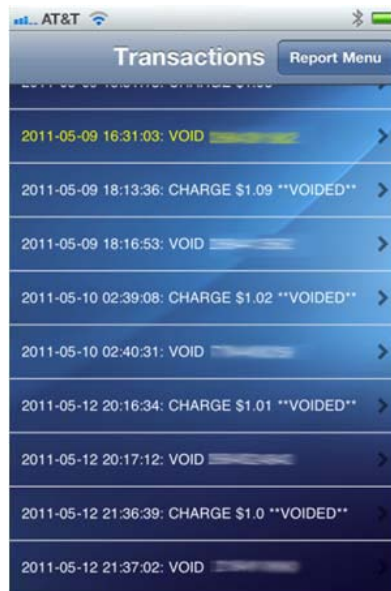 AT&T
Transactions
Report Menu
2011-05-09 16:31:03: VOID
2011-05-09 18:13:36: CHARGE $1.09 **VOIDED**
2011-05-09 18:16:53: VOID
2011-05-10 02:39:08: CHARGE $1.02 **VOIDED**
2011-05-10 02:40:31: VOID
2011-05-12 20:16:34: CHARGE $1.01 **VOIDED**
2011-05-12 20:17:12: VOID
2011-05-12 21:36:39: CHARGE $1.0 **VOIDED**
2011-05-12 21:37:02: VOID